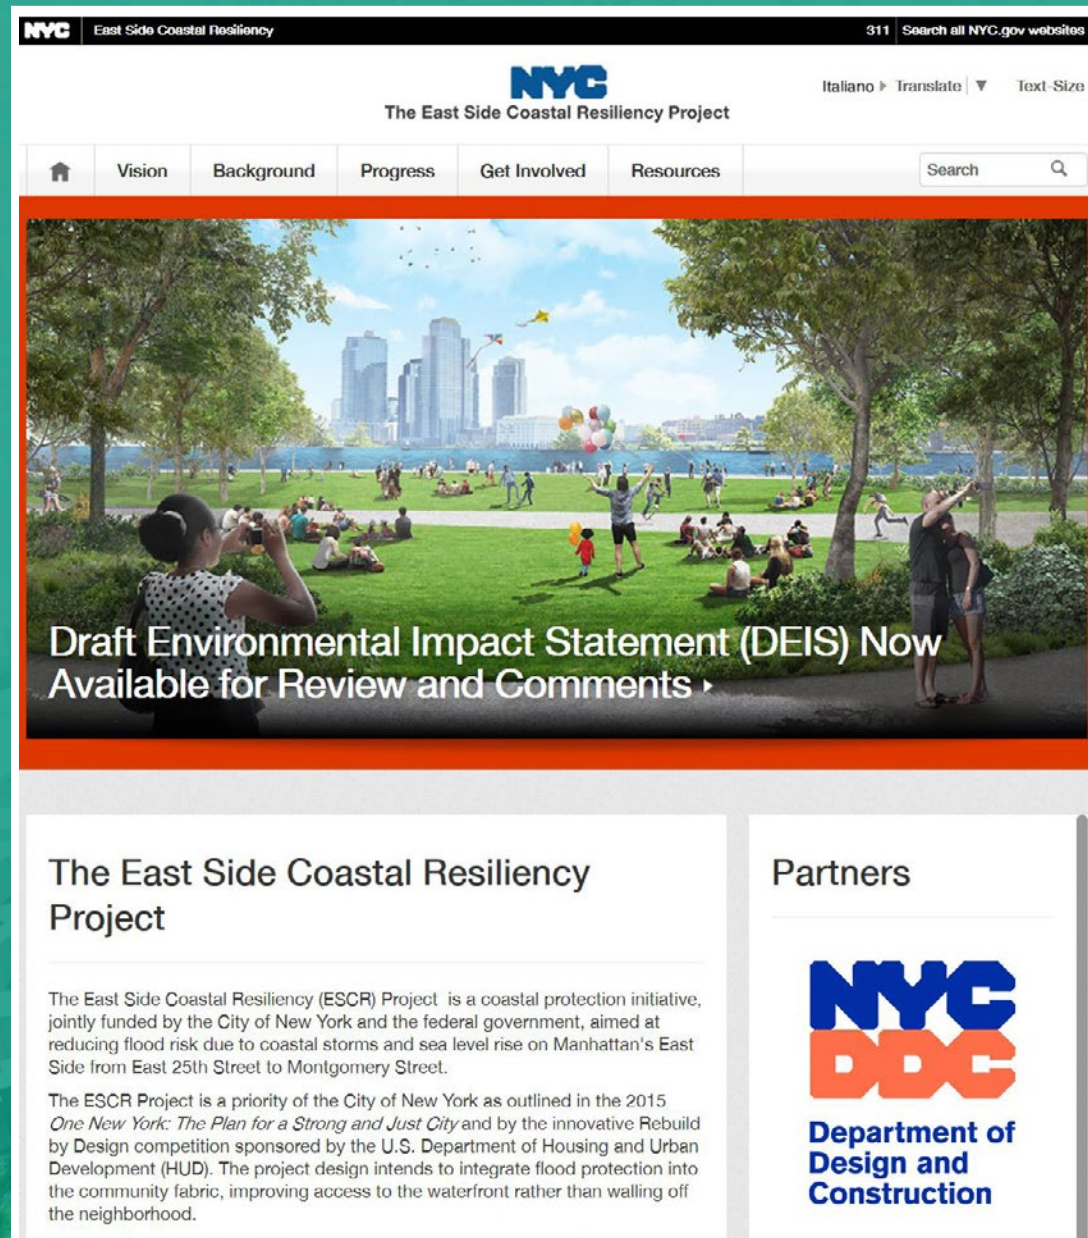 NYC East Side Coastal Resiliency 311 Search all NYC.gov websites
NYC
The East Side Coastal Resiliency Project
Italiano Translate Text-Size
Vision Background Progress Get Involved Resources Search
Draft Environmental Impact Statement (DEIS) Now
Available for Review and Comments
The East Side Coastal Resiliency
Project
The East Side Coastal Resiliency (ESCR) Project is a coastal protection initiative,
jointly funded by the City of New York and the federal government, aimed at
reducing flood risk due to coastal storms and sea level rise on Manhattan's East
Side from East 25th Street to Montgomery Street.
The ESCR Project is a priority of the City of New York as outlined in the 2015
One New York: The Plan for a Strong and Just City and by the innovative Rebuild
by Design competition sponsored by the U.S. Department of Housing and Urban
Development (HUD). The project design intends to integrate flood protection into
the community fabric, improving access to the waterfront rather than walling off
the neighborhood.
Partners
NYC
DDC
Department of
Design and
Construction